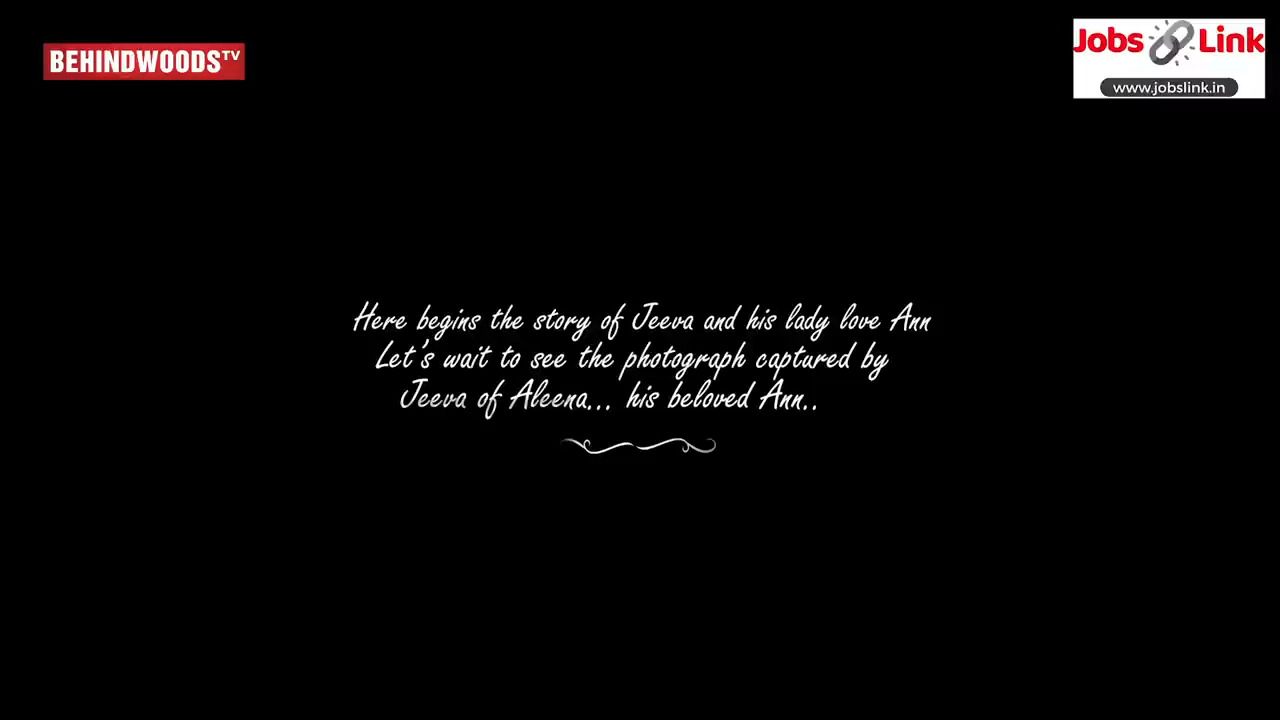 BEHINDWOODS TV
Jobs Link
www.jobslink.in
Here begins the story of Jeeva and his lady love Ann
Let's wait to see the photograph captured by
Jeeva of Aleena... his beloved Ann..